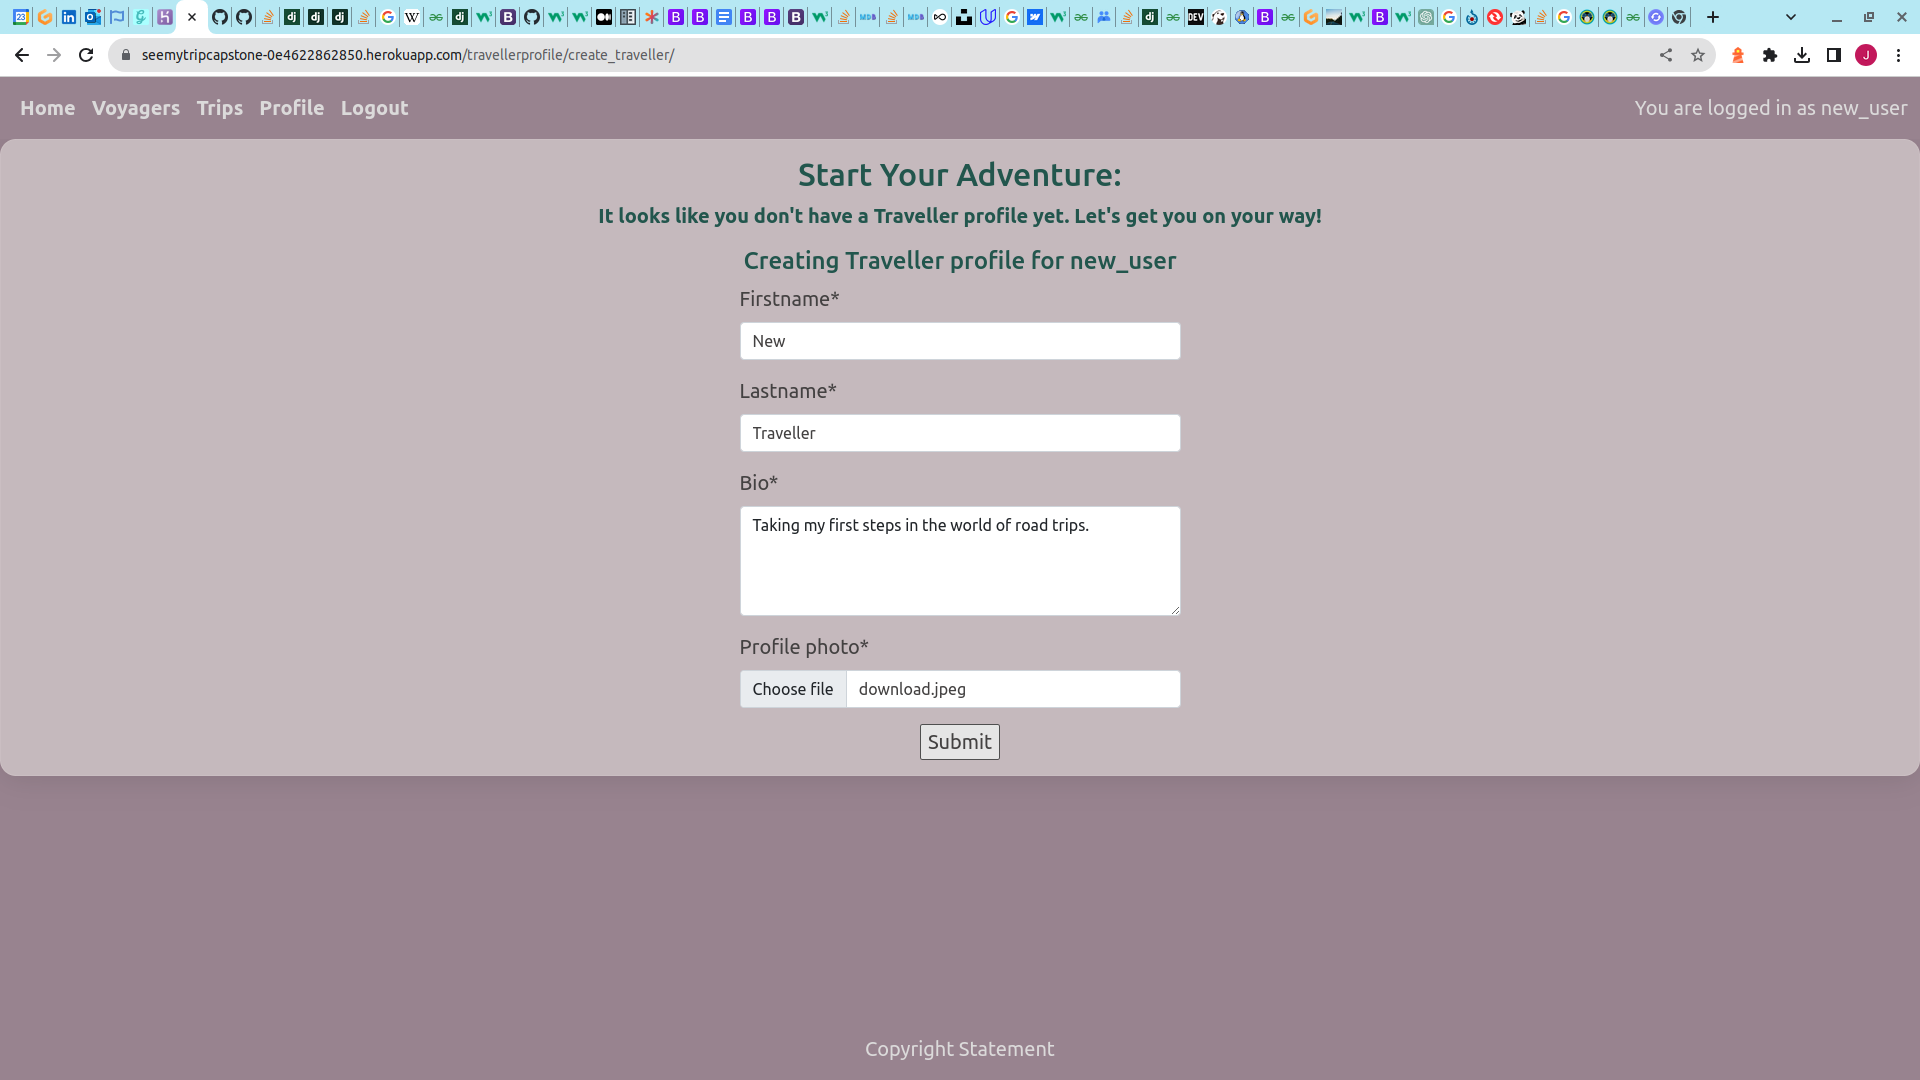 seemytripcapstone-0e4622862850.herokuapp.com/travellerprofile/create_traveller/
J
Home Voyagers Trips Profile Logout You are logged in as new_user
Start Your Adventure:
It looks like you don't have a Traveller profile yet. Let's get you on your way!
Creating Traveller profile for new_user
Firstname*
New
Lastname*
Traveller
Bio*
Taking my first steps in the world of road trips.
Profile photo*
Choose file download.jpeg
Submit
Copyright Statement